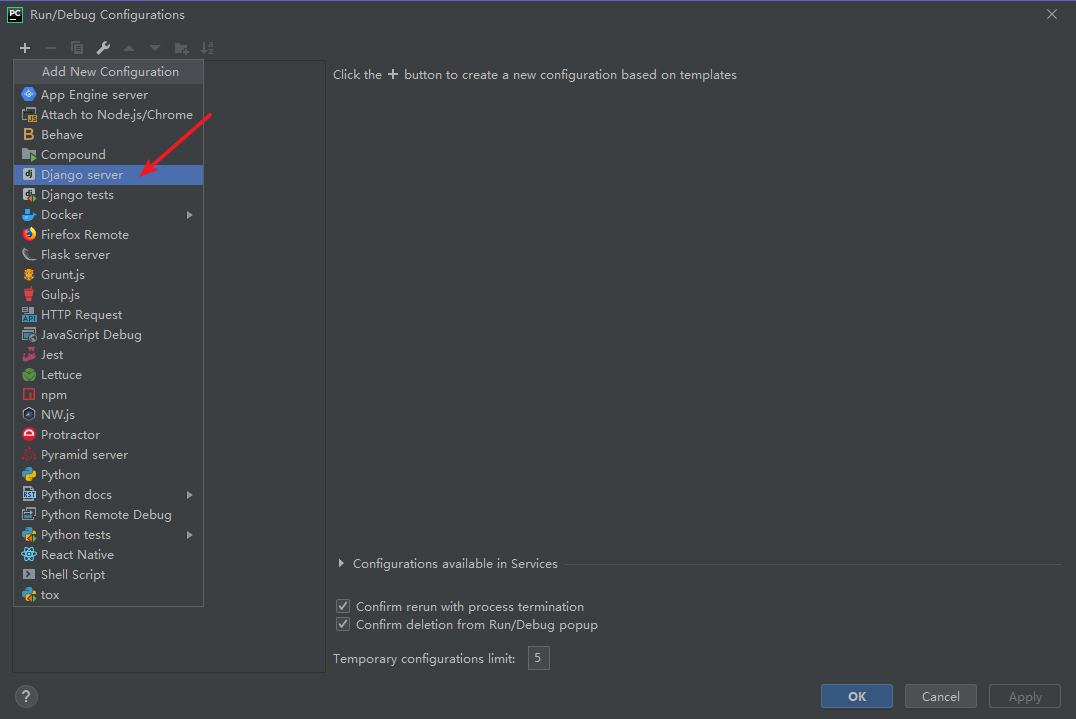 PC Run/Debug Configurations
Add New Configuration
App Engine server
Attach to Node.js/Chrome
Behave
Compound
Django server
Django tests
Docker
Firefox Remote
Flask server
Grunt.js
Gulp.js
HTTP Request
JavaScript Debug
Jest
Lettuce
npm
NW.js
Protractor
Pyramid server
Python
Python docs
Python Remote Debug
Python tests
React Native
Shell Script
tox
Click the + button to create a new configuration based on templates
Configurations available in Services
Confirm rerun with process termination
Confirm deletion from Run/Debug popup
Temporary configurations limit: 5
? OK Cancel Apply